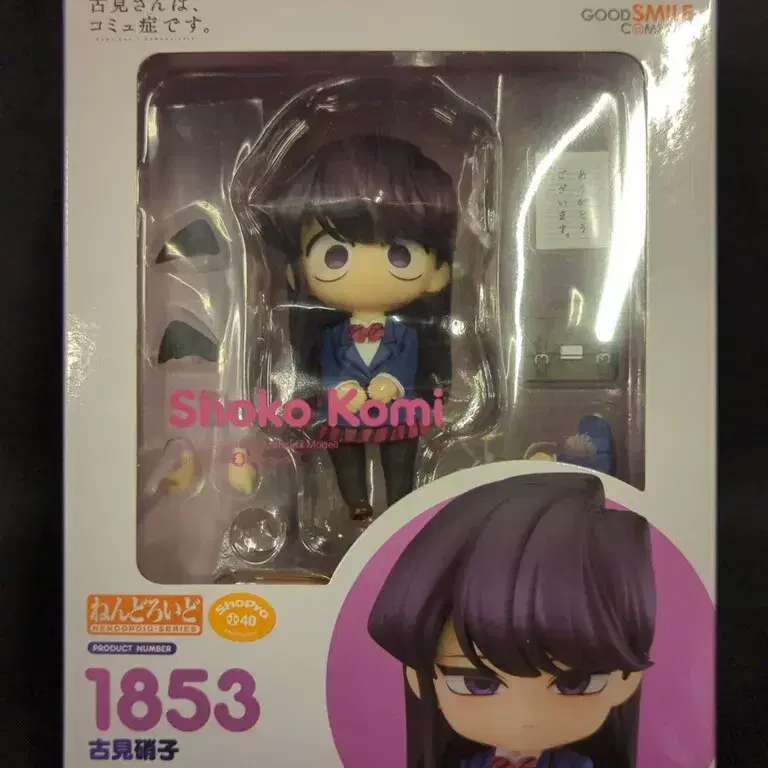 古見さんは、
コミュ症です。
GOOD SMILE
ありがとう
ございます。
Shoko Komi
ねんどろいど
NENDOROID SERIES
ShoPro
40
PRODUCT NUMBER
1853
古見硝子